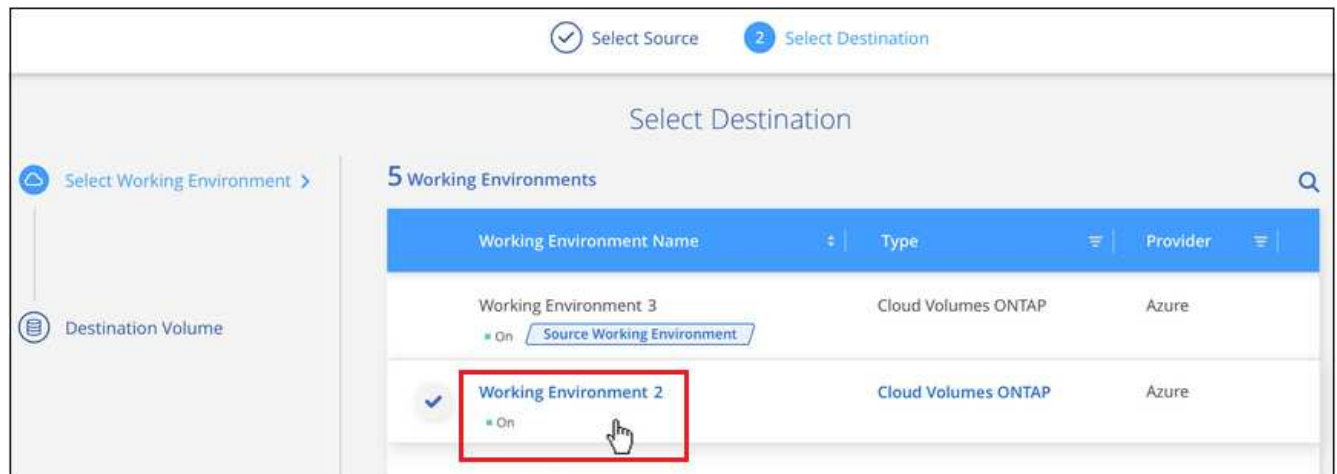 Select Source 2 Select Destination
Select Destination
Select Working Environment >
5 Working Environments
Working Environment Name Type Provider
Working Environment 3 Cloud Volumes ONTAP Azure
On Source Working Environment
Destination Volume
Working Environment 2 Cloud Volumes ONTAP Azure
On